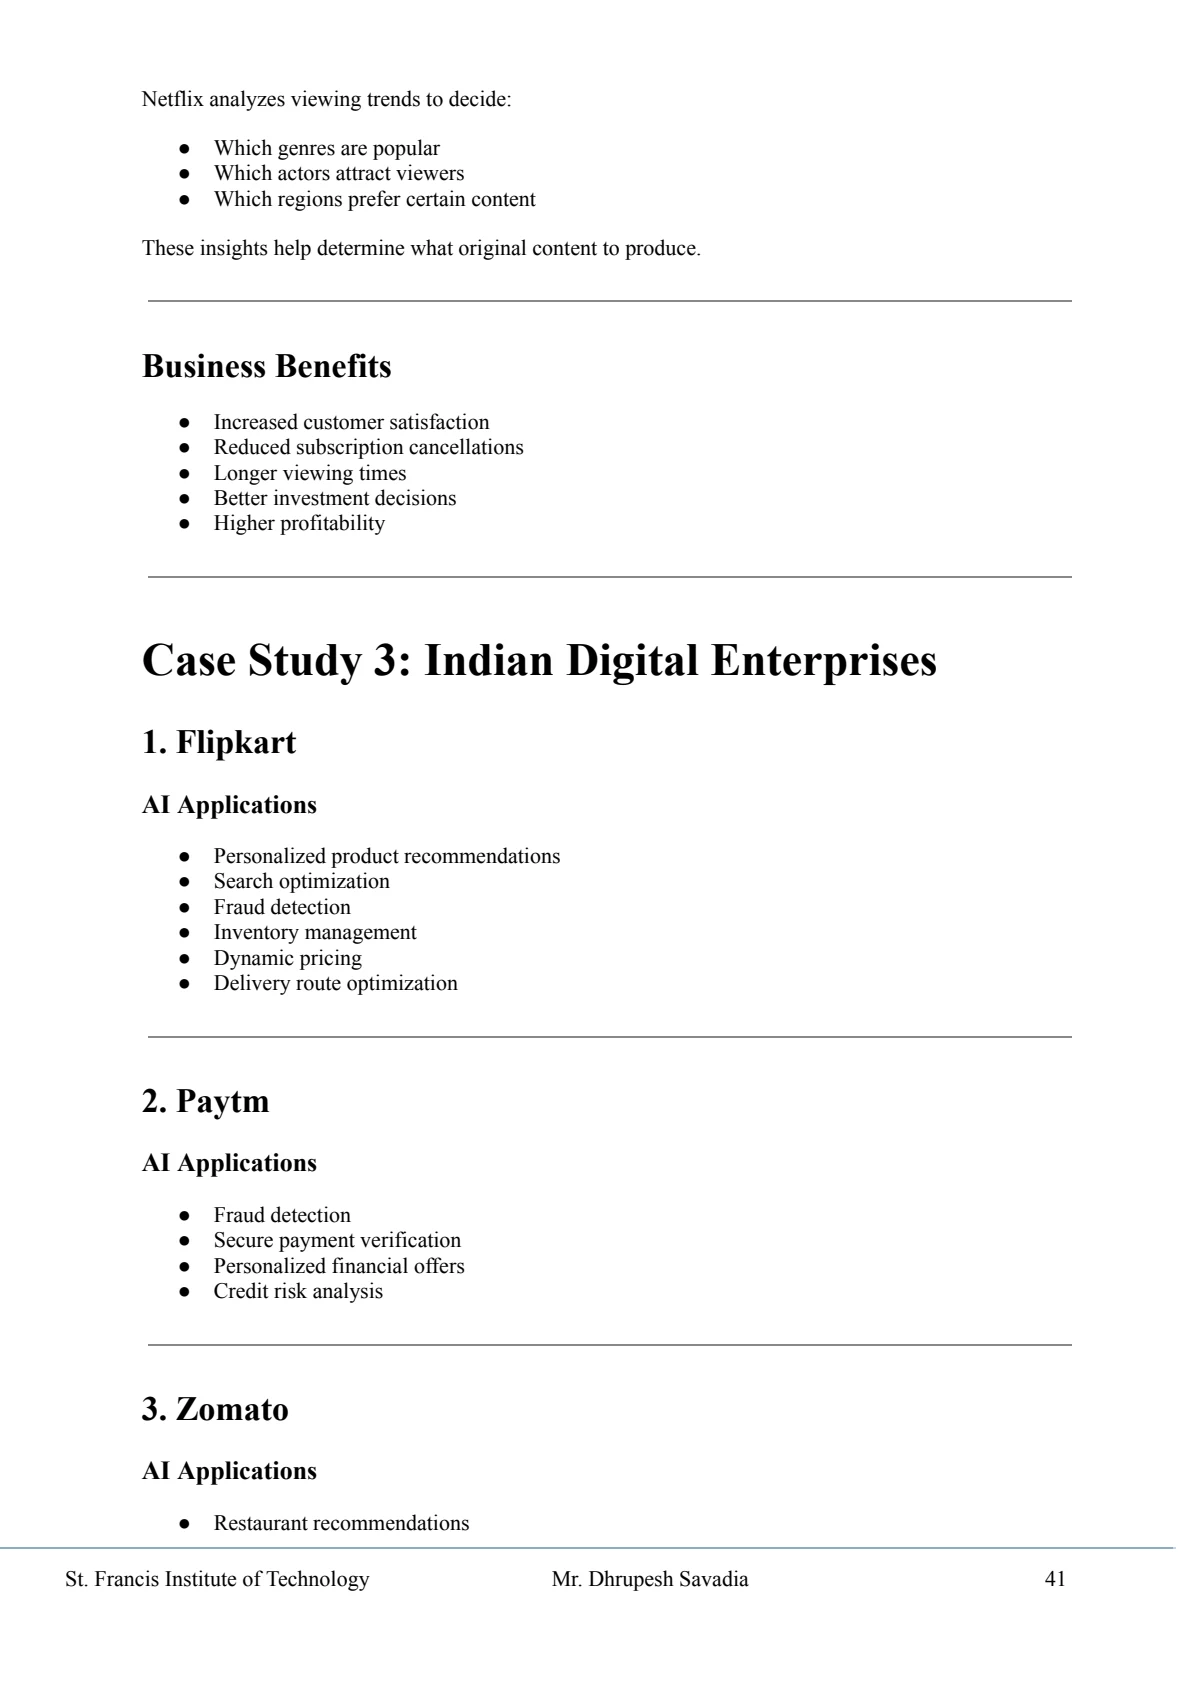 Netflix analyzes viewing trends to decide:
● Which genres are popular
● Which actors attract viewers
● Which regions prefer certain content
These insights help determine what original content to produce.
Business Benefits
● Increased customer satisfaction
● Reduced subscription cancellations
● Longer viewing times
● Better investment decisions
● Higher profitability
Case Study 3: Indian Digital Enterprises
1. Flipkart
AI Applications
● Personalized product recommendations
● Search optimization
● Fraud detection
● Inventory management
● Dynamic pricing
● Delivery route optimization
2. Paytm
AI Applications
● Fraud detection
● Secure payment verification
● Personalized financial offers
● Credit risk analysis
3. Zomato
AI Applications
● Restaurant recommendations
St. Francis Institute of Technology Mr. Dhrupesh Savadia 41